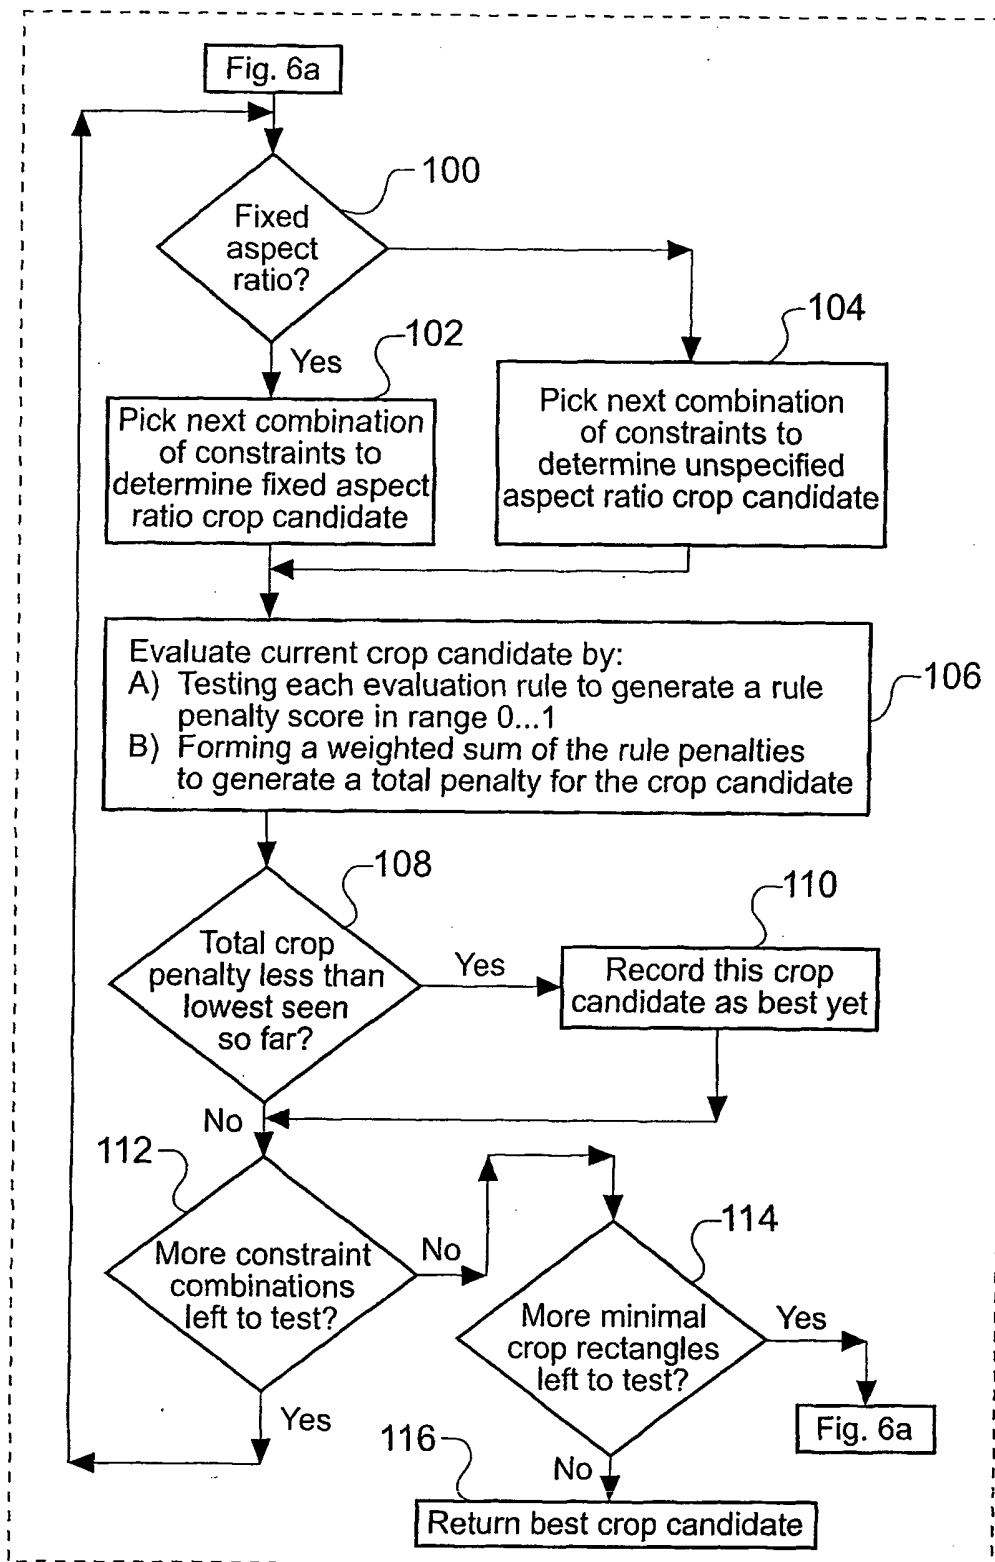 Fig. 6a
100
Fixed
aspect
ratio?
104
102
Yes
Pick next combination
of constraints to
determine fixed aspect
ratio crop candidate
Pick next combination
of constraints to
determine unspecified
aspect ratio crop candidate
Evaluate current crop candidate by:
A) Testing each evaluation rule to generate a rule
penalty score in range 0...1
B) Forming a weighted sum of the rule penalties
to generate a total penalty for the crop candidate
106
108
Total crop
penalty less than
lowest seen
so far?
Yes
110
Record this crop
candidate as best yet
No
112
More constraint
combinations
left to test?
No
114
More minimal
crop rectangles
left to test?
Yes
Fig. 6a
Yes
116
No
Return best crop candidate